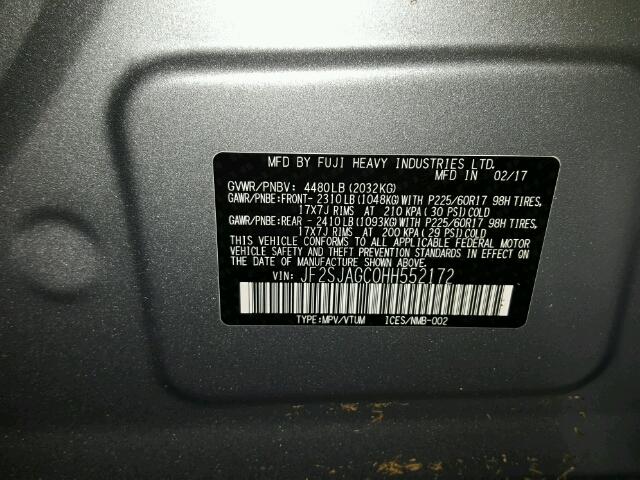 MFD BY FUJI HEAVY INDUSTRIES LTD.
MFD IN 02/17
GVWR/PNBV: 4480LB(2032KG)
GAWR/PNBE:FRONT- 2310LB(1048KG)WITH P225/60R17 98H TIRES,
17X7J RIMS AT 210 KPA( 30 PSI)COLD
GAWR/PNBE:REAR - 2410LB(1093KG)WITH P225/60R17 98H TIRES,
17X7J RIMS AT 200 KPA( 29 PSI)COLD
THIS VEHICLE CONFORMS TO ALL APPLICABLE FEDERAL MOTOR
VEHICLE SAFETY AND THEFT PREVENTION STANDARDS IN EFFECT ON
THE DATE OF MANUFACTURE SHOWN ABOVE.
VIN: JF2SJAGC0HH552172
TYPE:MPV/VTUM ICES/NMB-002